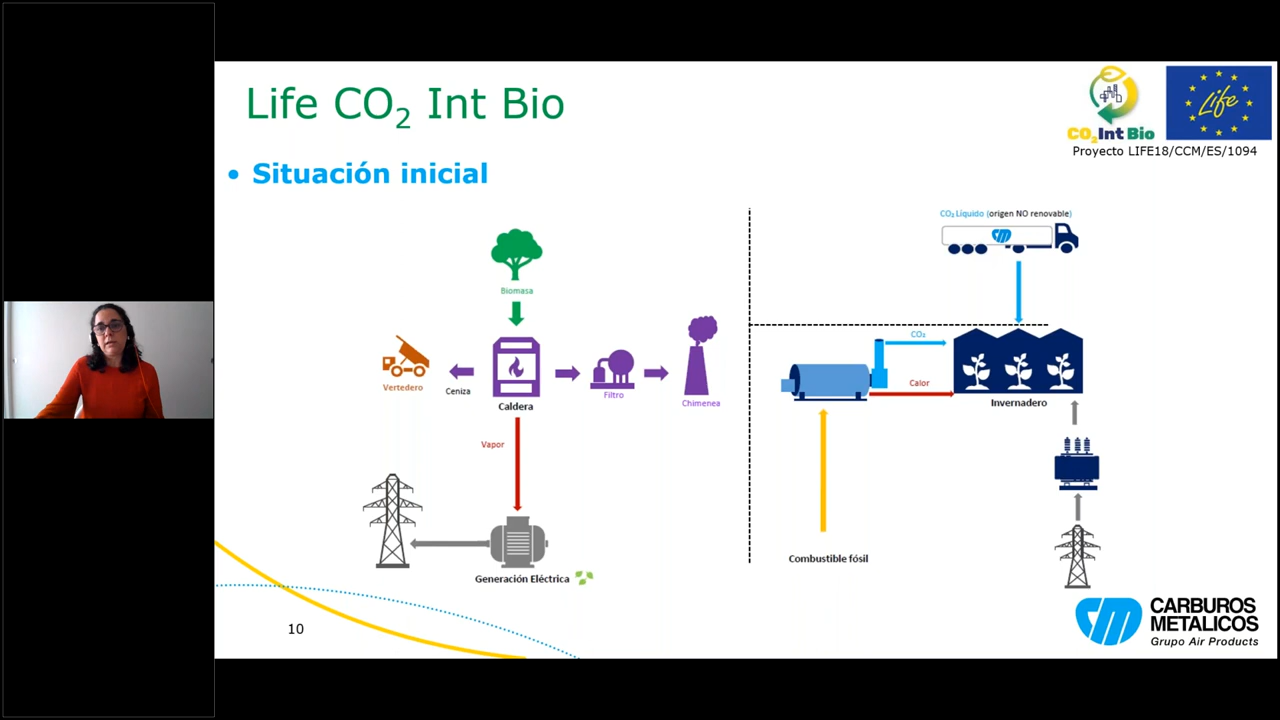 Life CO₂ Int Bio
Life
CO₂Int Bio
Proyecto LIFE18/CCM/ES/1094
• Situación inicial
CO₂ Líquido (origen NO renovable)
Biomasa
CO₂
Vertedero
Ceniza
Caldera
Filtro
Chimenea
Calor
Invernadero
Vapor
Combustible fósil
Generación Eléctrica
10
CARBUROS
METALICOS
Grupo Air Products